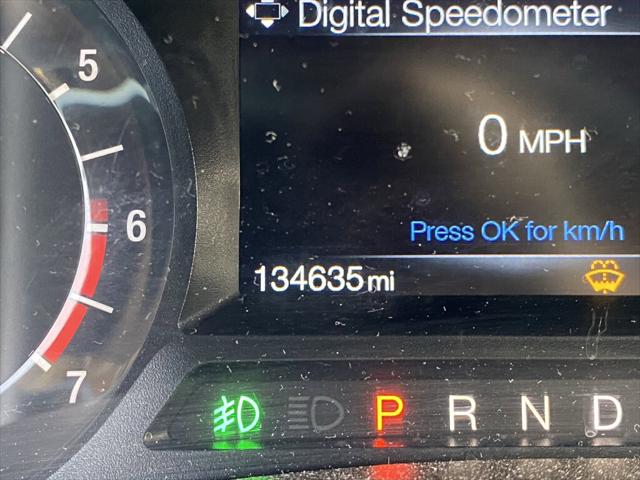 Digital Speedometer
5
0 MPH
6
Press OK for km/h
134635 mi
7
P R N D